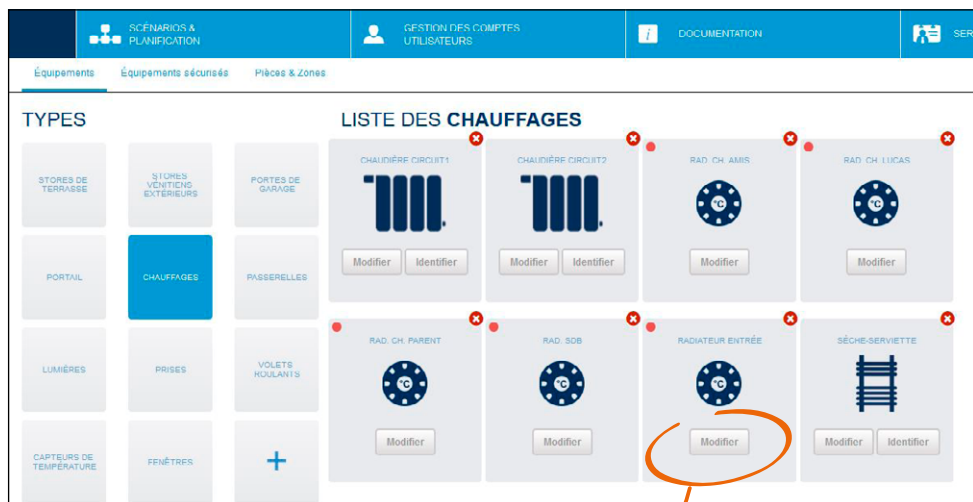 SCÉNARIOS &
PLANIFICATION
GESTION DES COMPTES
UTILISATEURS
i
DOCUMENTATION
SER
Équipements
Équipements sécurisés
Pièces & Zones
TYPES
LISTE DES CHAUFFAGES
STORES DE
TERRASSE
STORES
VÉNITIENS
EXTÉRIEURS
PORTES DE
GARAGE
PORTAIL
CHAUFFAGES
PASSERELLES
LUMIÈRES
PRISES
VOLETS
ROULANTS
CAPTEURS DE
TEMPÉRATURE
FENÊTRES
+
CHAUDIÈRE CIRCUIT1
Modifier
Identifier
CHAUDIÈRE CIRCUIT2
Modifier
Identifier
RAD. CH. AMIS
°C
Modifier
RAD. CH. LUCAS
°C
Modifier
RAD. CH. PARENT
°C
Modifier
RAD. SDB
°C
Modifier
RADIATEUR ENTRÉE
°C
Modifier
SÈCHE-SERVIETTE
Modifier
Identifier